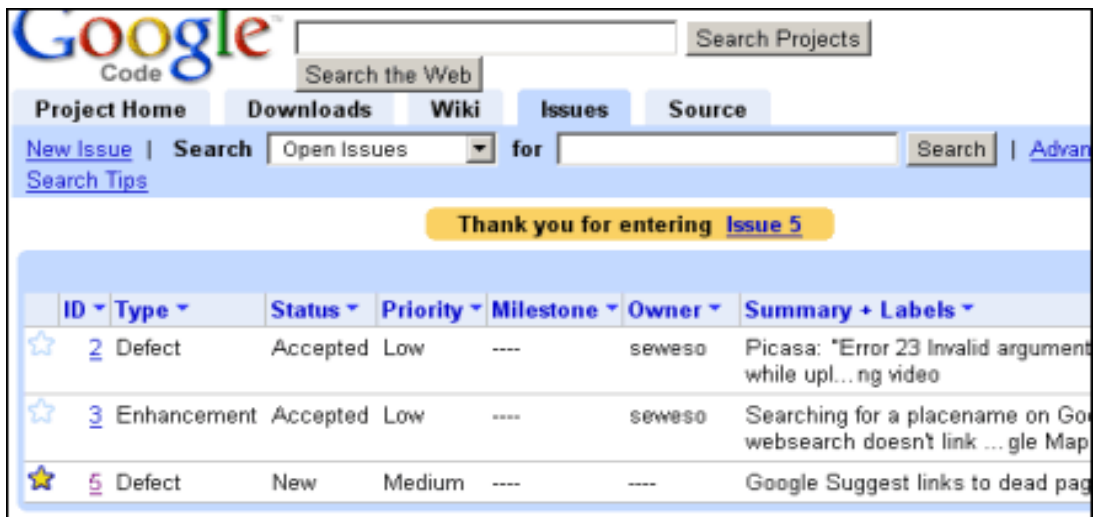 Google™ Search Projects
Code Search the Web
Project Home Downloads Wiki Issues Source
New Issue | Search Open Issues for Search | Advan
Search Tips
Thank you for entering Issue 5
ID Type Status Priority Milestone Owner Summary + Labels
2 Defect Accepted Low ---- seweso Picasa: "Error 23 Invalid argument
while upl...ng video
3 Enhancement Accepted Low ---- seweso Searching for a placename on Goo
websearch doesn't link ... gle Map
5 Defect New Medium ---- ---- Google Suggest links to dead pag